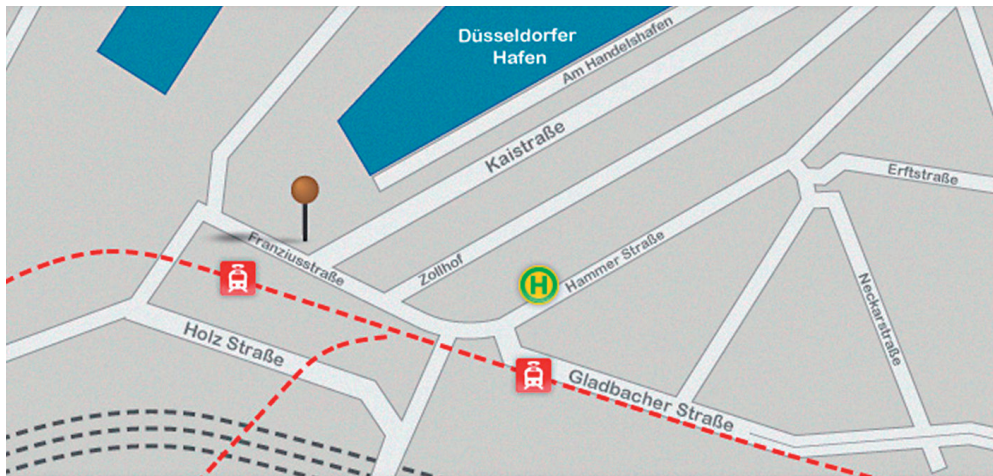 Düsseldorfer
Hafen
Am Handelshafen
Kaistraße
Erftstraße
Franziusstraße
Zollhof
Hammer Straße
H
Neckarstraße
Holz Straße
Gladbacher Straße